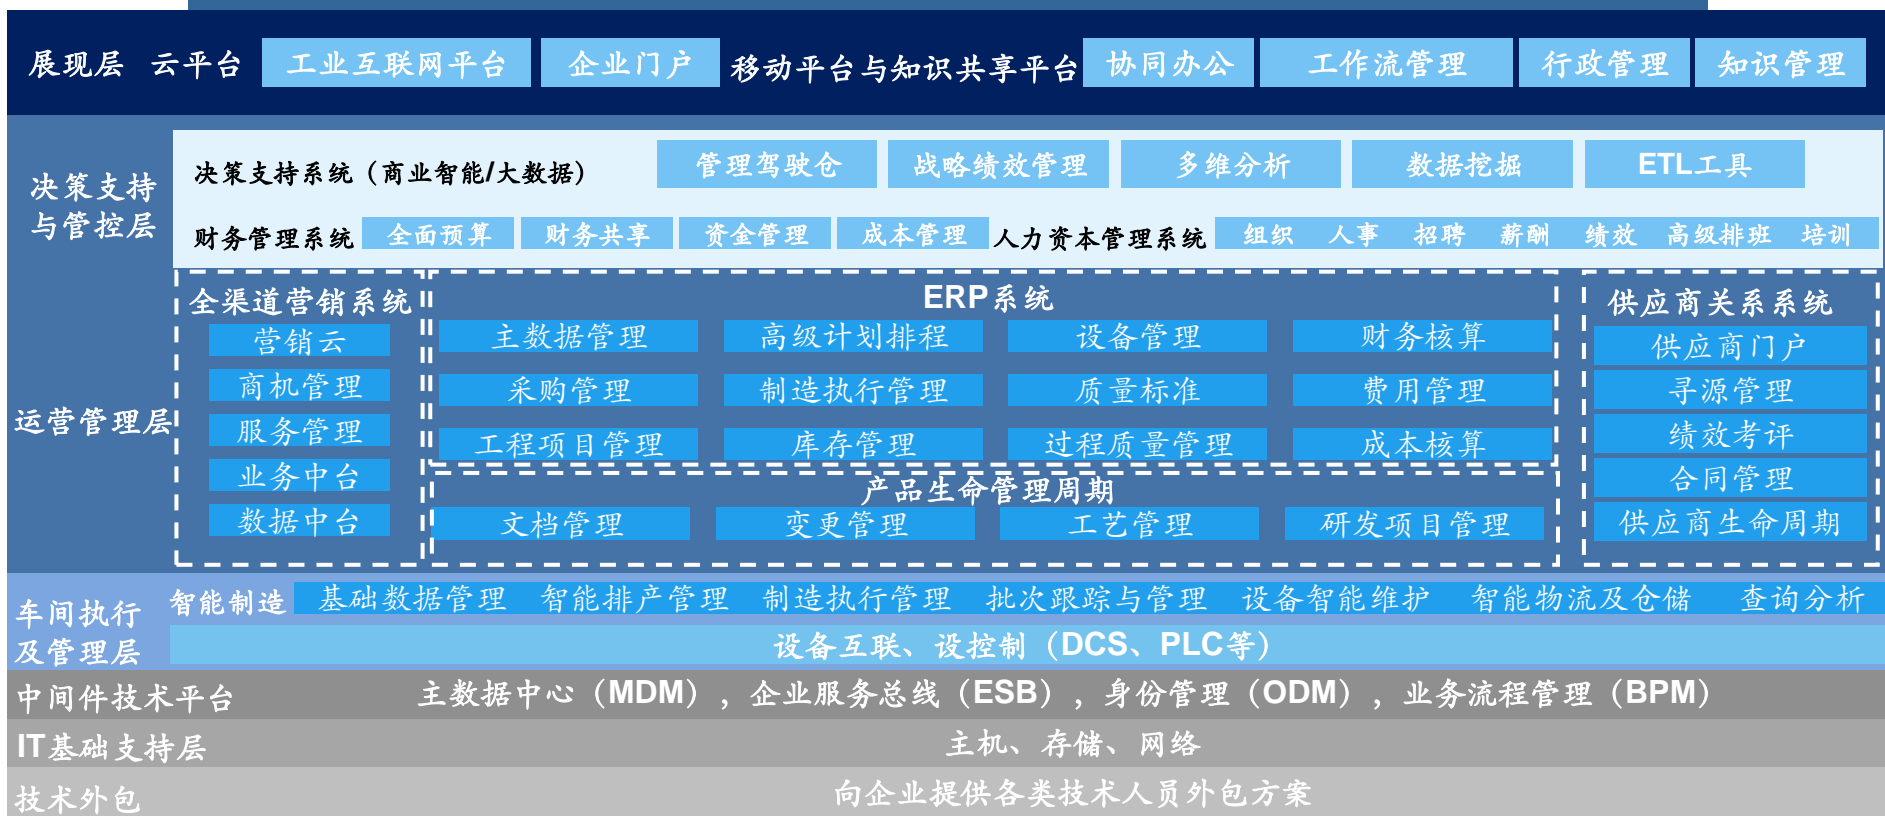 展现层 云平台 工业互联网平台 企业门户 移动平台与知识共享平台 协同办公 工作流管理 行政管理 知识管理
决策支持
与管控层
决策支持系统（商业智能/大数据） 管理驾驶仓 战略绩效管理 多维分析 数据挖掘 ETL工具
财务管理系统 全面预算 财务共享 资金管理 成本管理 人力资本管理系统 组织 人事 招聘 薪酬 绩效 高级排班 培训
运营管理层
全渠道营销系统
营销云
商机管理
服务管理
业务中台
数据中台
ERP系统
主数据管理 高级计划排程 设备管理 财务核算
采购管理 制造执行管理 质量标准 费用管理
工程项目管理 库存管理 过程质量管理 成本核算
产品生命管理周期
文档管理 变更管理 工艺管理 研发项目管理
供应商关系系统
供应商门户
寻源管理
绩效考评
合同管理
供应商生命周期
车间执行
及管理层
智能制造 基础数据管理 智能排产管理 制造执行管理 批次跟踪与管理 设备智能维护 智能物流及仓储 查询分析
设备互联、设控制（DCS、PLC等）
中间件技术平台 主数据中心（MDM），企业服务总线（ESB），身份管理（ODM），业务流程管理（BPM）
IT基础支持层 主机、存储、网络
技术外包 向企业提供各类技术人员外包方案